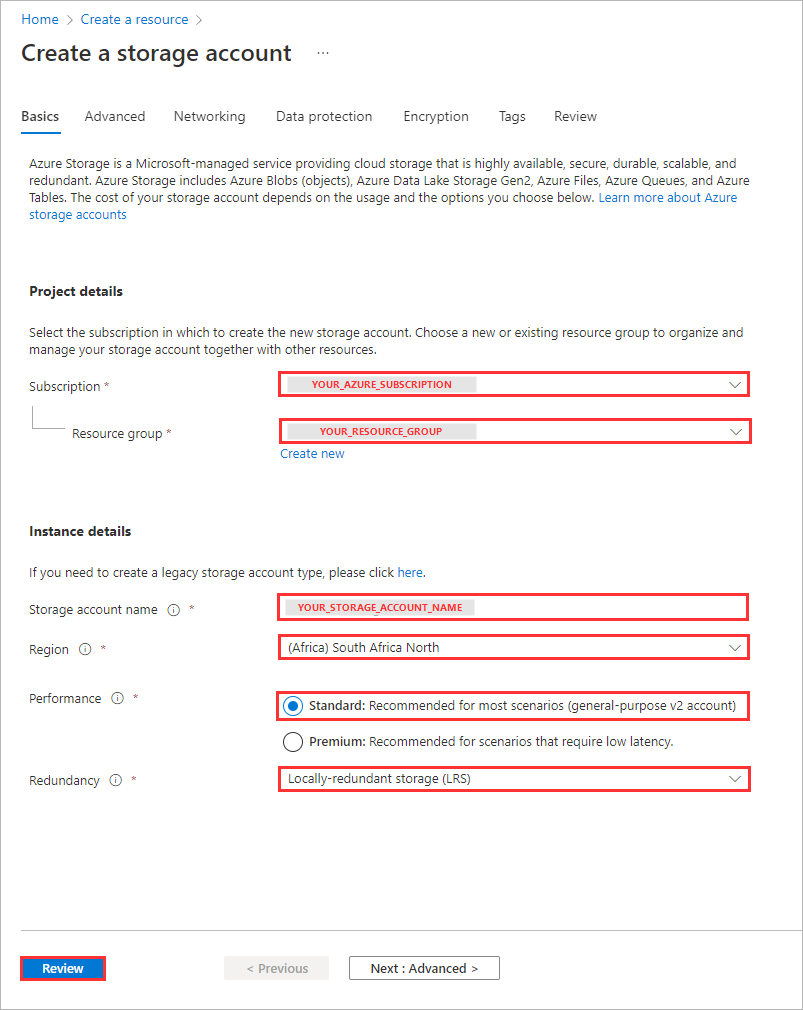 Home > Create a resource >
Create a storage account ...
Basics Advanced Networking Data protection Encryption Tags Review
Azure Storage is a Microsoft-managed service providing cloud storage that is highly available, secure, durable, scalable, and
redundant. Azure Storage includes Azure Blobs (objects), Azure Data Lake Storage Gen2, Azure Files, Azure Queues, and Azure
Tables. The cost of your storage account depends on the usage and the options you choose below. Learn more about Azure
storage accounts
Project details
Select the subscription in which to create the new storage account. Choose a new or existing resource group to organize and
manage your storage account together with other resources.
Subscription * YOUR_AZURE_SUBSCRIPTION
Resource group * YOUR_RESOURCE_GROUP
Create new
Instance details
If you need to create a legacy storage account type, please click here.
Storage account name * YOUR_STORAGE_ACCOUNT_NAME
Region * (Africa) South Africa North
Performance * Standard: Recommended for most scenarios (general-purpose v2 account)
Premium: Recommended for scenarios that require low latency.
Redundancy * Locally-redundant storage (LRS)
Review < Previous Next : Advanced >